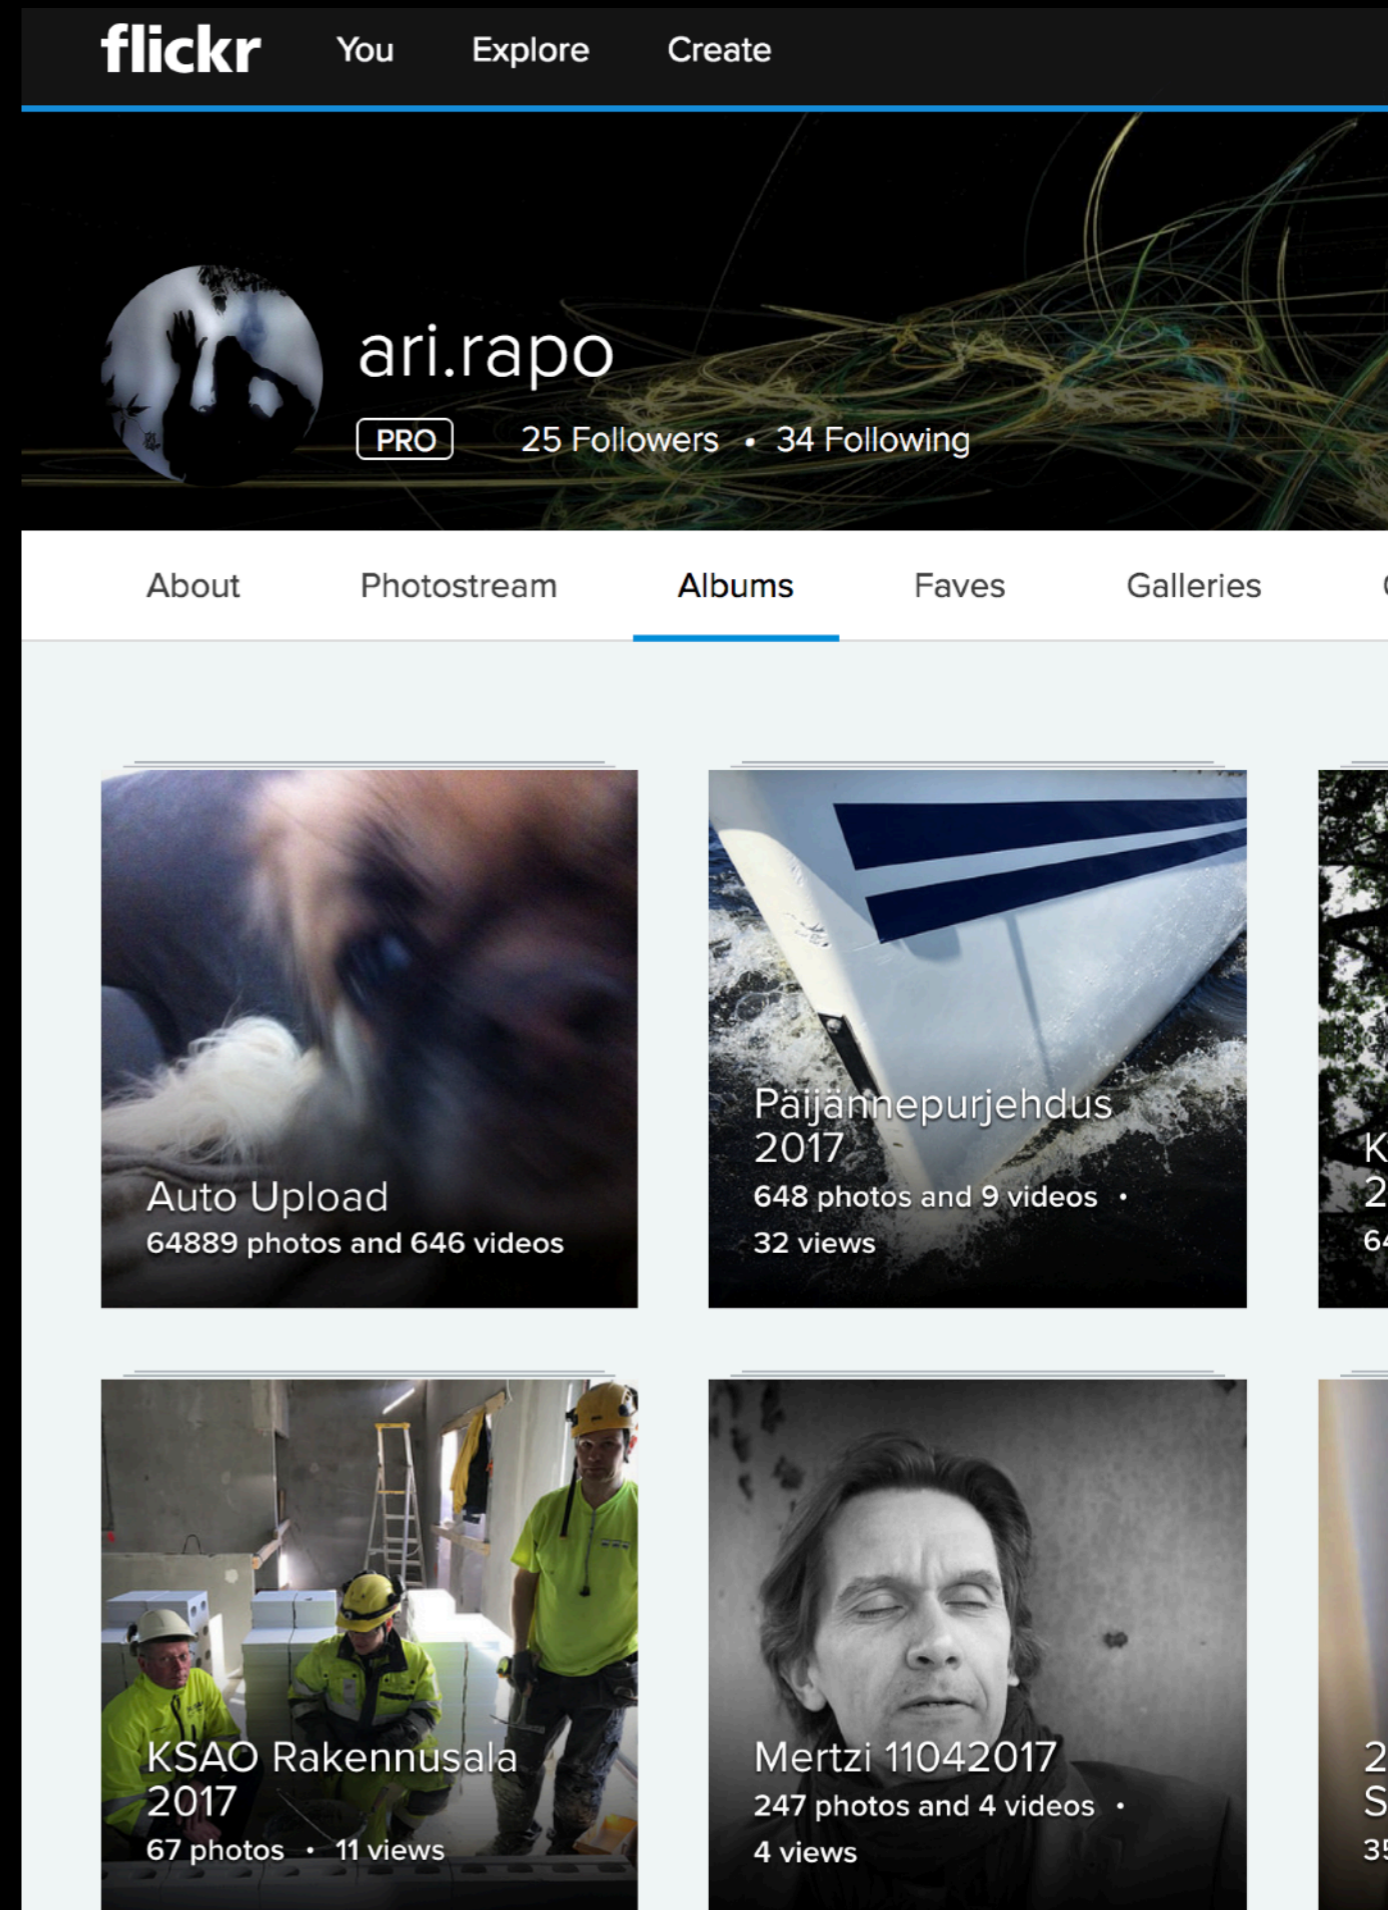 flickr You Explore Create
ari.rapo
PRO 25 Followers • 34 Following
About Photostream Albums Faves Galleries
Auto Upload
64889 photos and 646 videos
Päijännepurjehdus
2017
648 photos and 9 videos •
32 views
KSAO Rakennusala
2017
67 photos • 11 views
Mertzi 11042017
247 photos and 4 videos •
4 views